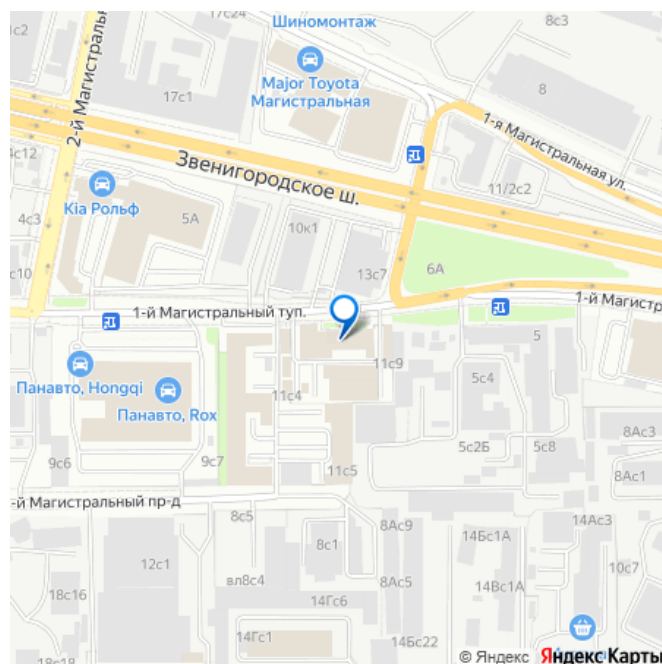 17с24
Шиномонтаж
1с3
Major Toyota
Магистральная
17с1
8
2-й Магистраль
1-я Магистральная ул.
4с12
Звенигородское ш.
11/2с2
Kia Рольф
4с3
5А
10к1
6А
13с7
с10
1-й Магистральный туп.
1-й Магистр
5
11с9
Панавто, Hongqi
Панавто, Rox
11с4
5с4
8Ас3
5с2Б
5с8
9с6
9с7
11с5
8Ас1
-й Магистральный пр-д
8с5
8Ас9
14Ас3
14Бс1А
8с1
12с1
10с7
вл8с4
8Ас5
14Вс1А
18с16
14Гс6
14Гс1
14Бс22
18с18
© Яндекс Яндекс Карты